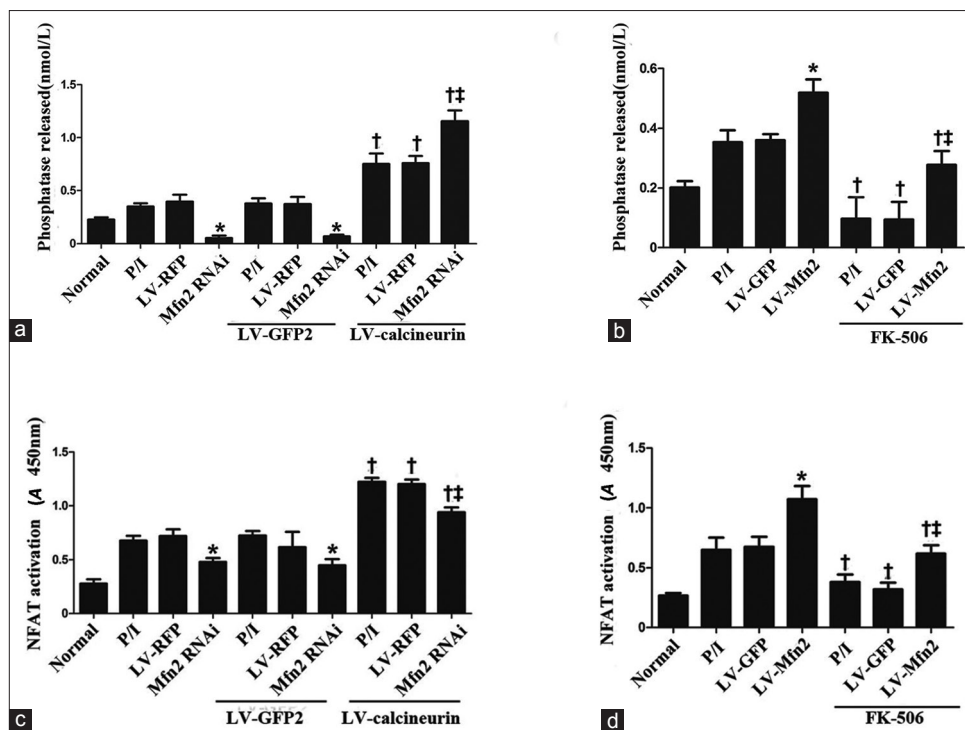 Phosphatase released(nmol/L)
1.5
1.0
0.5
0
*
*
†
†
†‡
Normal
P/I
LV-RFP
Mfn2 RNAi
P/I
LV-RFP
Mfn2 RNAi
P/I
LV-RFP
Mfn2 RNAi
LV-GFP2
LV-calcineurin
a
Phosphatase released(nmol/L)
0.6
0.4
0.2
0
*
†
†
†‡
Normal
P/I
LV-GFP
LV-Mfn2
P/I
LV-GFP
LV-Mfn2
FK-506
b
NFAT activation (A 450nm)
1.5
1.0
0.5
0
*
*
†
†
†‡
Normal
P/I
LV-RFP
Mfn2 RNAi
P/I
LV-RFP
Mfn2 RNAi
P/I
LV-RFP
Mfn2 RNAi
LV-GFP2
LV-calcineurin
c
NFAT activation (A 450nm)
1.5
1.0
0.5
0
*
†
†
†‡
Normal
P/I
LV-GFP
LV-Mfn2
P/I
LV-GFP
LV-Mfn2
FK-506
d